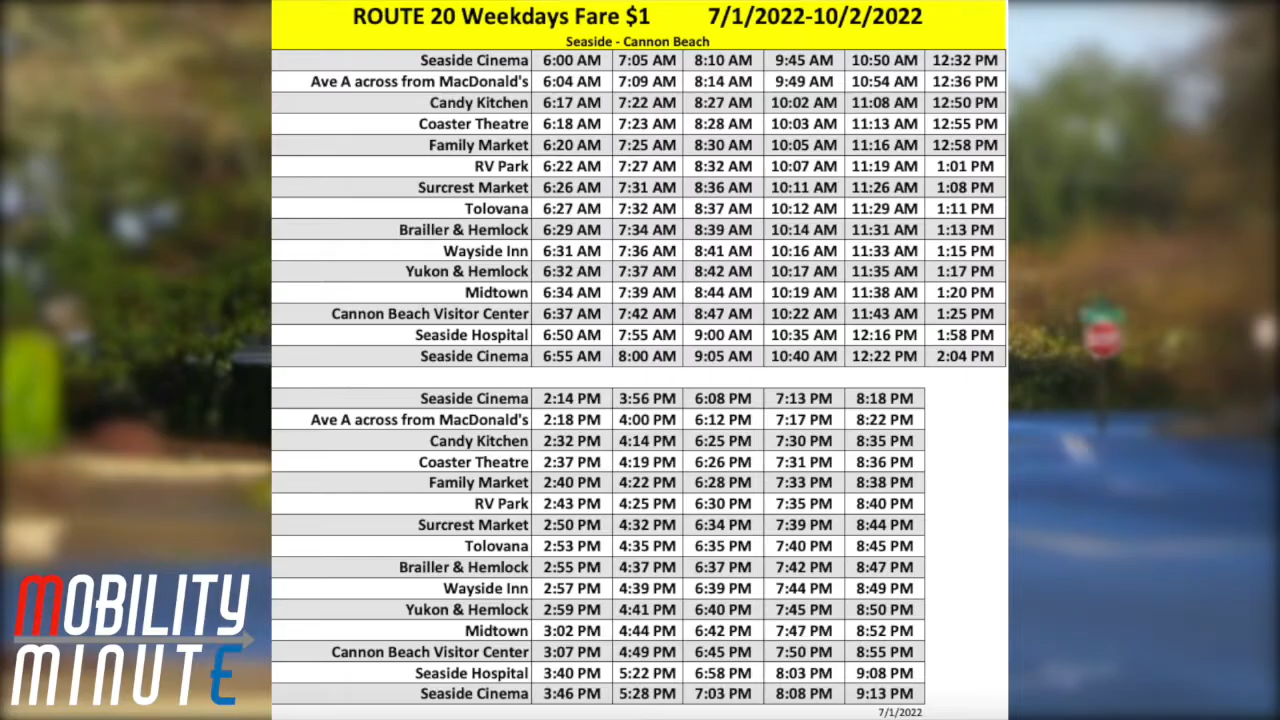 ROUTE 20 Weekdays Fare $1 7/1/2022-10/2/2022
Seaside - Cannon Beach
Seaside Cinema 6:00 AM 7:05 AM 8:10 AM 9:45 AM 10:50 AM 12:32 PM
Ave A across from MacDonald's 6:04 AM 7:09 AM 8:14 AM 9:49 AM 10:54 AM 12:36 PM
Candy Kitchen 6:17 AM 7:22 AM 8:27 AM 10:02 AM 11:08 AM 12:50 PM
Coaster Theatre 6:18 AM 7:23 AM 8:28 AM 10:03 AM 11:13 AM 12:55 PM
Family Market 6:20 AM 7:25 AM 8:30 AM 10:05 AM 11:16 AM 12:58 PM
RV Park 6:22 AM 7:27 AM 8:32 AM 10:07 AM 11:19 AM 1:01 PM
Surcrest Market 6:26 AM 7:31 AM 8:36 AM 10:11 AM 11:26 AM 1:08 PM
Tolovana 6:27 AM 7:32 AM 8:37 AM 10:12 AM 11:29 AM 1:11 PM
Brailler & Hemlock 6:29 AM 7:34 AM 8:39 AM 10:14 AM 11:31 AM 1:13 PM
Wayside Inn 6:31 AM 7:36 AM 8:41 AM 10:16 AM 11:33 AM 1:15 PM
Yukon & Hemlock 6:32 AM 7:37 AM 8:42 AM 10:17 AM 11:35 AM 1:17 PM
Midtown 6:34 AM 7:39 AM 8:44 AM 10:19 AM 11:38 AM 1:20 PM
Cannon Beach Visitor Center 6:37 AM 7:42 AM 8:47 AM 10:22 AM 11:43 AM 1:25 PM
Seaside Hospital 6:50 AM 7:55 AM 9:00 AM 10:35 AM 12:16 PM 1:58 PM
Seaside Cinema 6:55 AM 8:00 AM 9:05 AM 10:40 AM 12:22 PM 2:04 PM
Seaside Cinema 2:14 PM 3:56 PM 6:08 PM 7:13 PM 8:18 PM
Ave A across from MacDonald's 2:18 PM 4:00 PM 6:12 PM 7:17 PM 8:22 PM
Candy Kitchen 2:32 PM 4:14 PM 6:25 PM 7:30 PM 8:35 PM
Coaster Theatre 2:37 PM 4:19 PM 6:26 PM 7:31 PM 8:36 PM
Family Market 2:40 PM 4:22 PM 6:28 PM 7:33 PM 8:38 PM
RV Park 2:43 PM 4:25 PM 6:30 PM 7:35 PM 8:40 PM
Surcrest Market 2:50 PM 4:32 PM 6:34 PM 7:39 PM 8:44 PM
Tolovana 2:53 PM 4:35 PM 6:35 PM 7:40 PM 8:45 PM
Brailler & Hemlock 2:55 PM 4:37 PM 6:37 PM 7:42 PM 8:47 PM
Wayside Inn 2:57 PM 4:39 PM 6:39 PM 7:44 PM 8:49 PM
Yukon & Hemlock 2:59 PM 4:41 PM 6:40 PM 7:45 PM 8:50 PM
Midtown 3:02 PM 4:44 PM 6:42 PM 7:47 PM 8:52 PM
Cannon Beach Visitor Center 3:07 PM 4:49 PM 6:45 PM 7:50 PM 8:55 PM
Seaside Hospital 3:40 PM 5:22 PM 6:58 PM 8:03 PM 9:08 PM
Seaside Cinema 3:46 PM 5:28 PM 7:03 PM 8:08 PM 9:13 PM
7/1/2022
MOBILITY
MINUTE